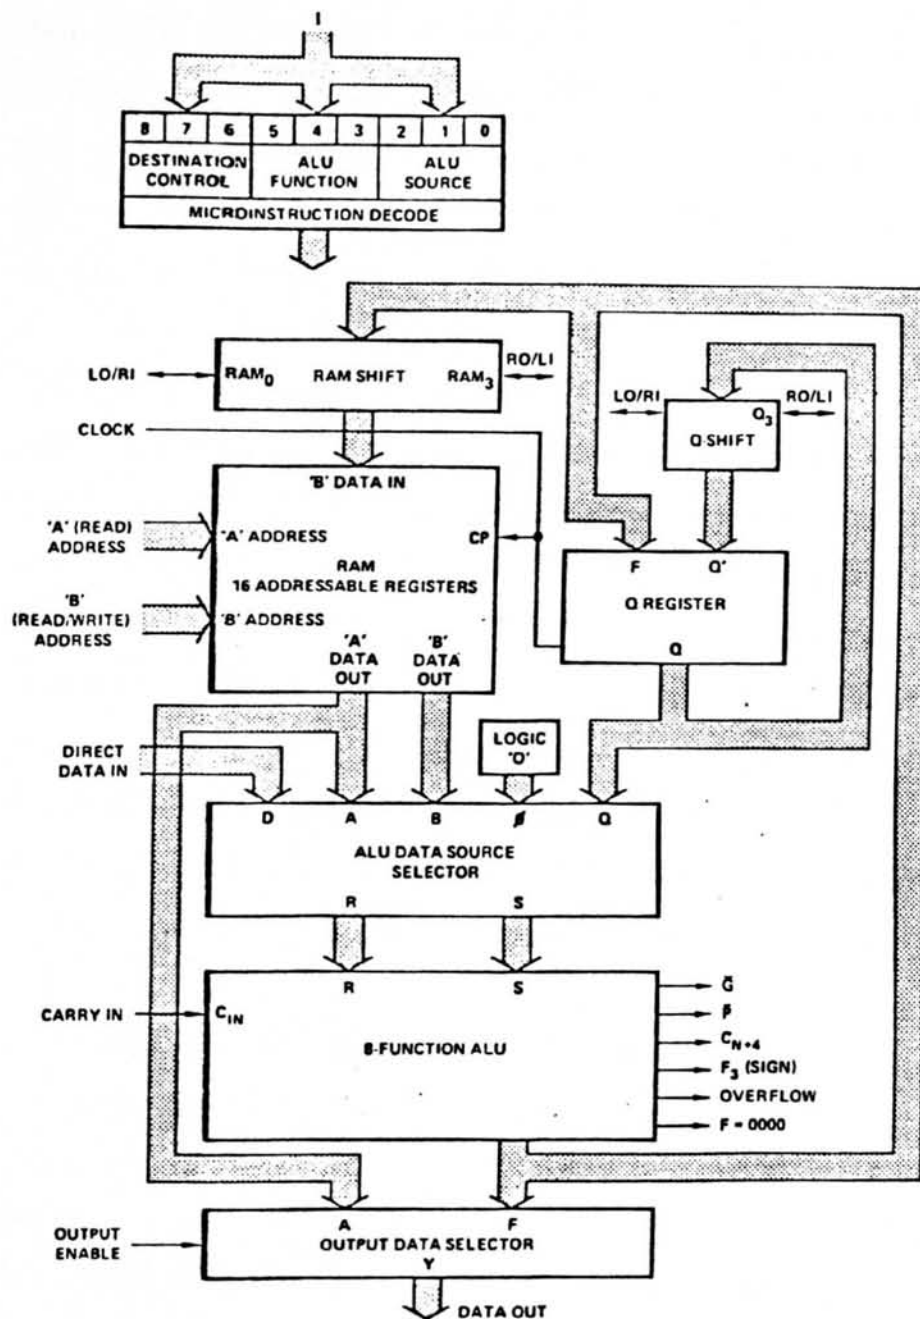 I
8 7 6 5 4 3 2 1 0
DESTINATION CONTROL
ALU FUNCTION
ALU SOURCE
MICROINSTRUCTION DECODE
LO/RI
RAM0
RAM SHIFT
RAM3
RO/LI
LO/RI
Q3
RO/LI
Q SHIFT
CLOCK
'B' DATA IN
'A' (READ)
ADDRESS
'A' ADDRESS
CP
RAM
16 ADDRESSABLE REGISTERS
F
Q'
Q REGISTER
Q
'B'
(READ/WRITE)
ADDRESS
'B' ADDRESS
'A'
DATA
OUT
'B'
DATA
OUT
DIRECT
DATA IN
LOGIC
'0'
D
A
B
Ø
Q
ALU DATA SOURCE
SELECTOR
R
S
R
S
CARRY IN
CIN
8-FUNCTION ALU
G̅
P̅
CN+4
F3 (SIGN)
OVERFLOW
F = 0000
A
F
OUTPUT
ENABLE
OUTPUT DATA SELECTOR
Y
DATA OUT